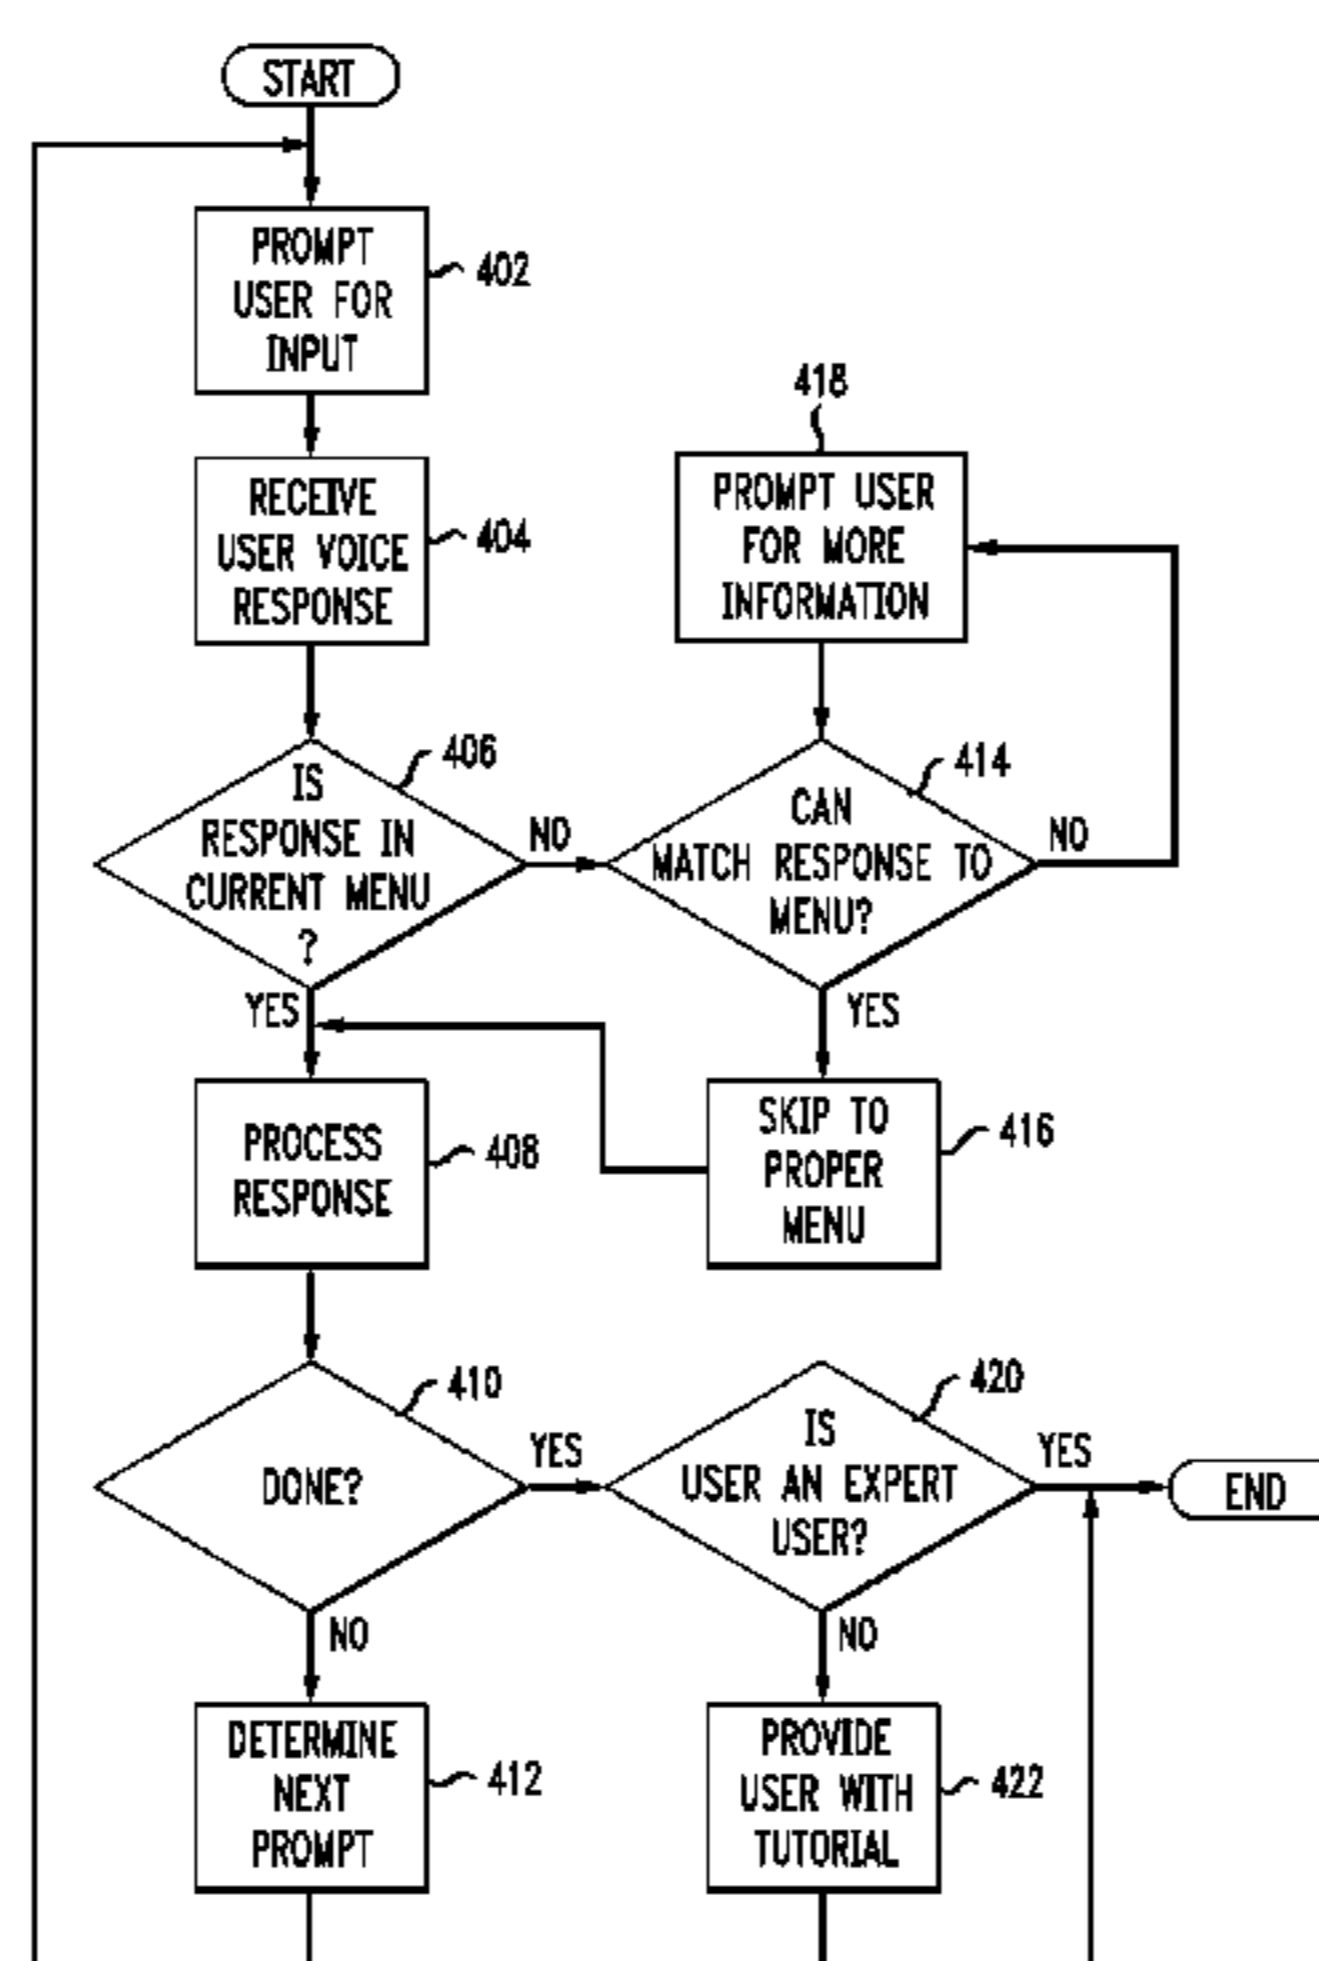 START
PROMPT
USER FOR
INPUT
402
RECEIVE
USER VOICE
RESPONSE
404
418
PROMPT USER
FOR MORE
INFORMATION
IS
RESPONSE IN
CURRENT MENU
?
406
NO
YES
CAN
MATCH RESPONSE TO
MENU?
414
NO
YES
PROCESS
RESPONSE
408
SKIP TO
PROPER
MENU
416
DONE?
410
YES
NO
IS
USER AN EXPERT
USER?
420
YES
NO
END
DETERMINE
NEXT
PROMPT
412
PROVIDE
USER WITH
TUTORIAL
422